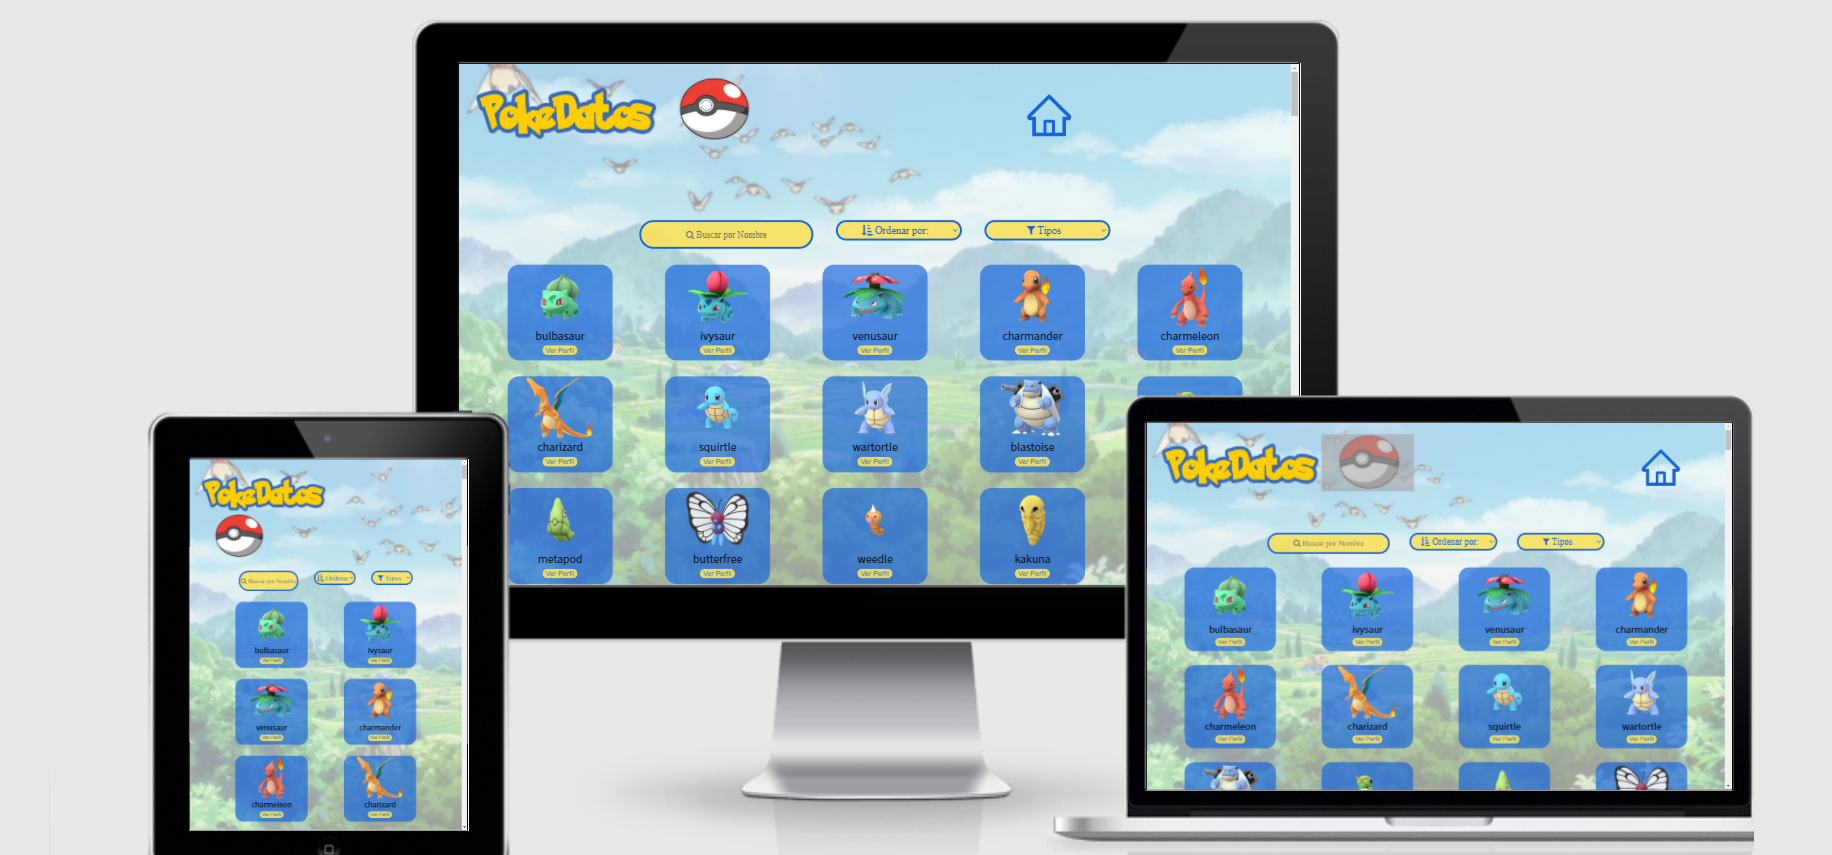 PokeDatos
Buscar por Nombre
Ordenar por:
Tipos
bulbasaur
Ver Perfil
ivysaur
Ver Perfil
venusaur
Ver Perfil
charmander
Ver Perfil
charmeleon
Ver Perfil
charizard
Ver Perfil
squirtle
Ver Perfil
wartortle
Ver Perfil
blastoise
Ver Perfil
metapod
Ver Perfil
butterfree
Ver Perfil
weedle
Ver Perfil
kakuna
Ver Perfil
PokeDatos
Buscar por Nombre
Ordenar
Tipos
bulbasaur
Ver Perfil
ivysaur
Ver Perfil
venusaur
Ver Perfil
charmander
Ver Perfil
charmeleon
Ver Perfil
charizard
Ver Perfil
PokeDatos
Buscar por Nombre
Ordenar por:
Tipos
bulbasaur
Ver Perfil
ivysaur
Ver Perfil
venusaur
Ver Perfil
charmander
Ver Perfil
charmeleon
Ver Perfil
charizard
Ver Perfil
squirtle
Ver Perfil
wartortle
Ver Perfil